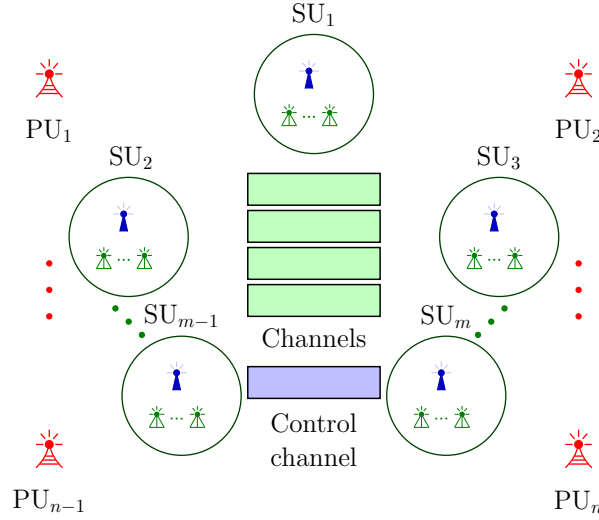 SU₁
PU₁
PU₂
SU₂
SU₃
SUₘ₋₁
Channels
SUₘ
Control
channel
PUₙ₋₁
PUₙ